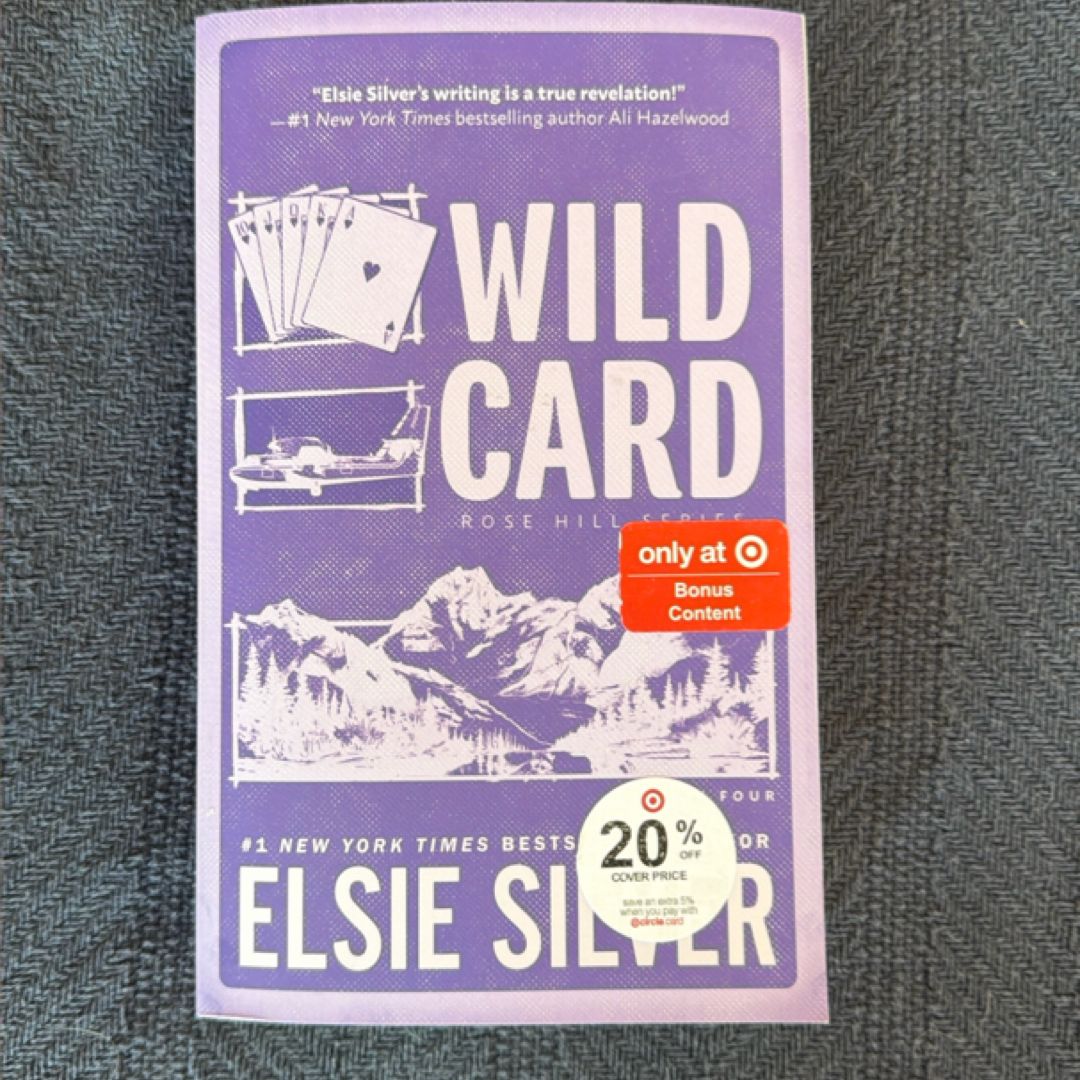 "Elsie Silver's writing is a true revelation!"
—#1 New York Times bestselling author Ali Hazelwood
10 J Q K A
A
WILD
CARD
ROSE HILL SERIES
only at
Bonus
Content
FOUR
#1 NEW YORK TIMES BESTS OR
20% OFF
COVER PRICE
save an extra 5%
when you pay with
circle card
ELSIE SILVER